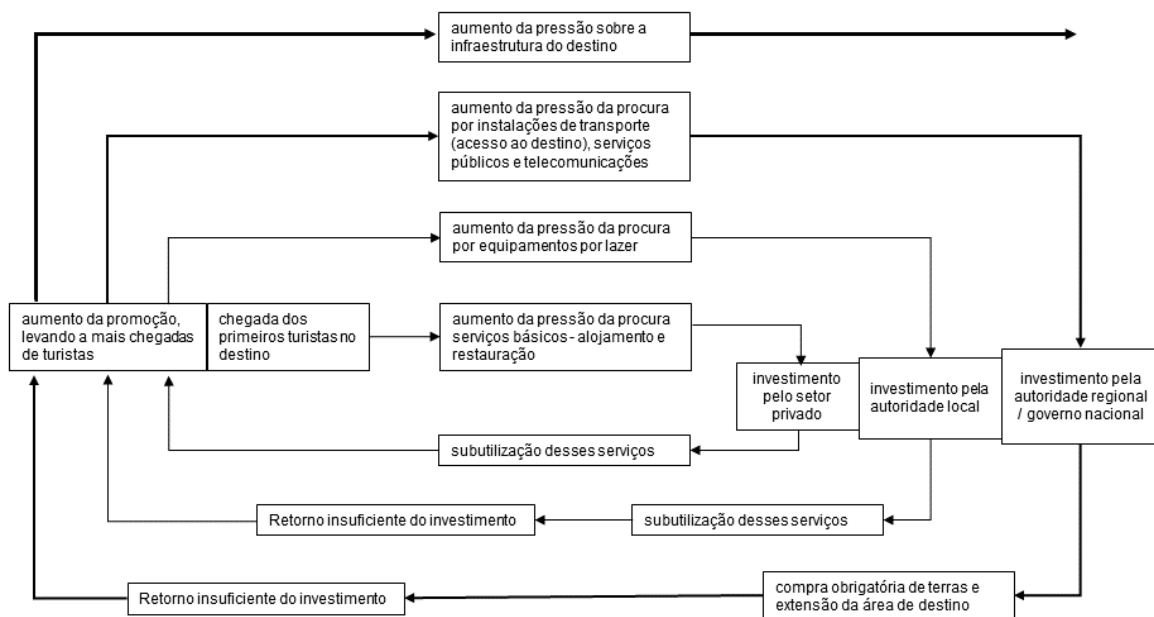 aumento da pressão sobre a
infraestrutura do destino
aumento da pressão da procura
por instalações de transporte
(acesso ao destino), serviços
públicos e telecomunicações
aumento da pressão da procura
por equipamentos por lazer
aumento da promoção,
levando a mais chegadas
de turistas
chegada dos
primeiros turistas no
destino
aumento da pressão da procura
serviços básicos - alojamento e
restauração
investimento
pelo setor
privado
investimento pela
autoridade local
investimento pela
autoridade regional
/ governo nacional
subutilização desses serviços
Retorno insuficiente do investimento
subutilização desses serviços
Retorno insuficiente do investimento
compra obrigatória de terras e
extensão da área de destino